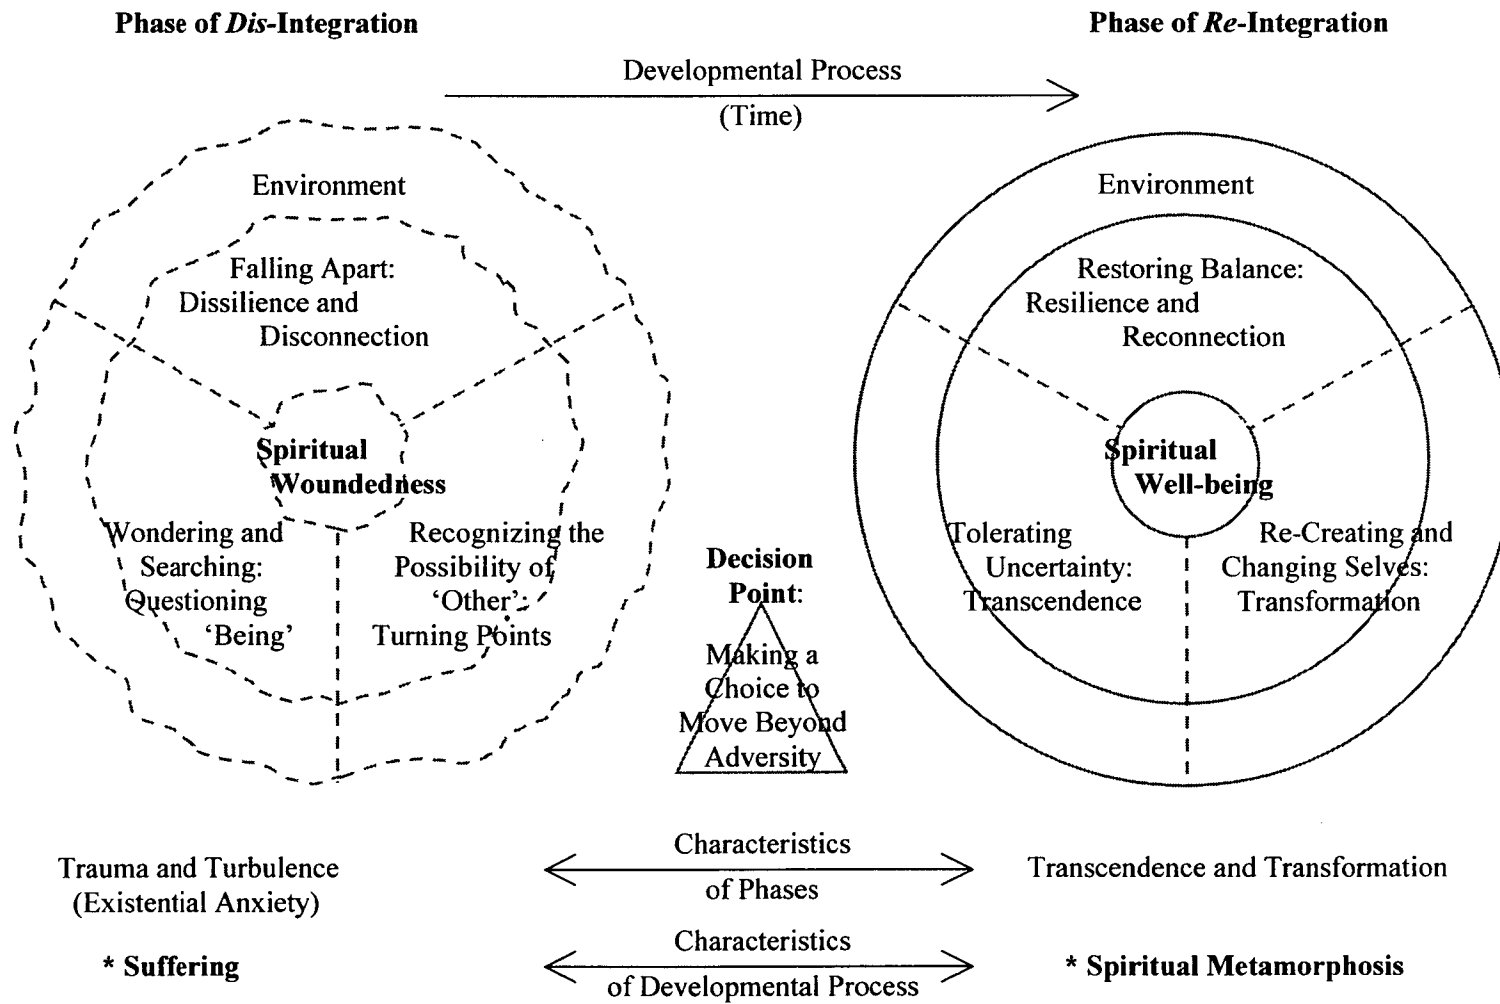 Phase of Dis-Integration
Phase of Re-Integration
Developmental Process
(Time)
Environment
Falling Apart:
Dissilience and
Disconnection
Spiritual
Woundedness
Wondering and
Searching:
Questioning
‘Being’
Recognizing the
Possibility of
‘Other’:
Turning Points
Decision
Point:
Making a
Choice to
Move Beyond
Adversity
Environment
Restoring Balance:
Resilience and
Reconnection
Spiritual
Well-being
Tolerating
Uncertainty:
Transcendence
Re-Creating and
Changing Selves:
Transformation
Trauma and Turbulence
(Existential Anxiety)
Characteristics
of Phases
Transcendence and Transformation
* Suffering
Characteristics
of Developmental Process
* Spiritual Metamorphosis